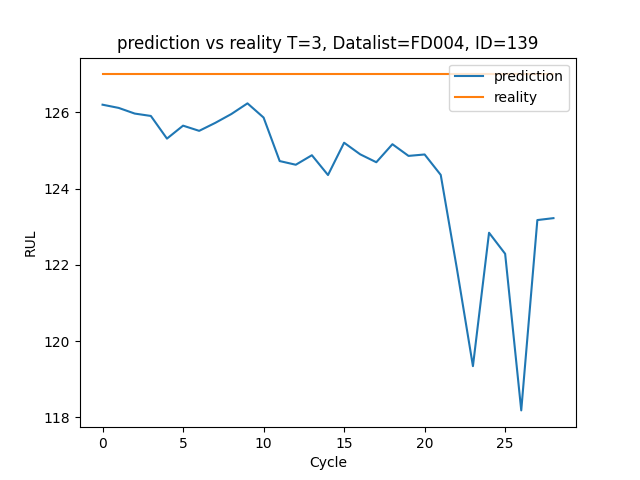 prediction vs reality T=3, Datalist=FD004, ID=139
prediction
reality
126
124
122
120
118
RUL
0 5 10 15 20 25
Cycle